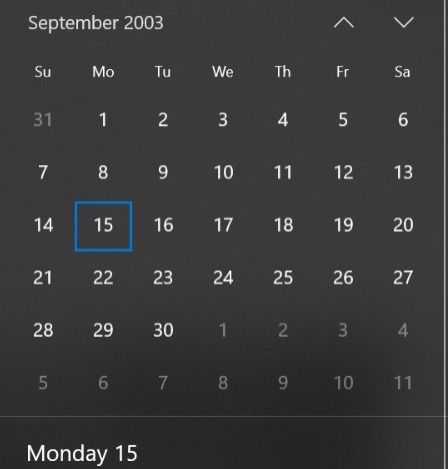 September 2003
Su Mo Tu We Th Fr Sa
31 1 2 3 4 5 6
7 8 9 10 11 12 13
14 15 16 17 18 19 20
21 22 23 24 25 26 27
28 29 30 1 2 3 4
5 6 7 8 9 10 11
Monday 15